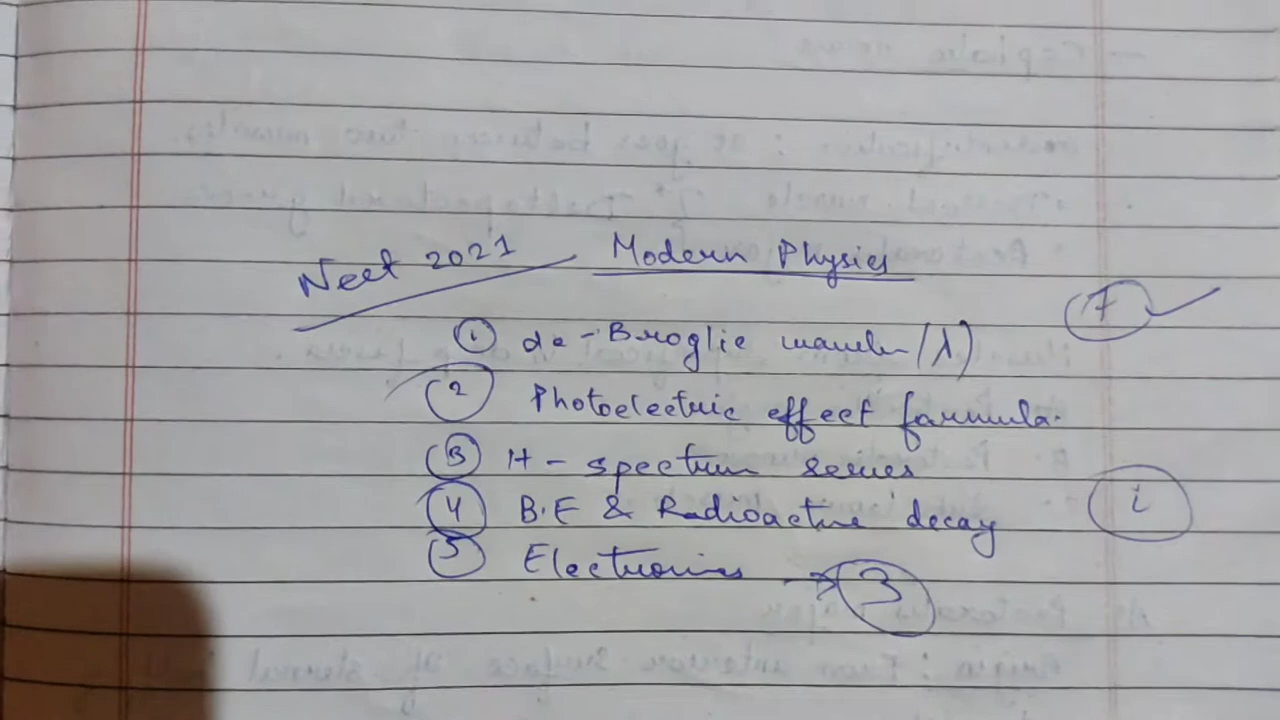 Neet 2021 Modern Physics
7
① de-Broglie (λ)
② Photoelectric effect formula.
③ H - spectrum series
④ B.E & Radioactive decay
i
⑤ Electronics → 3